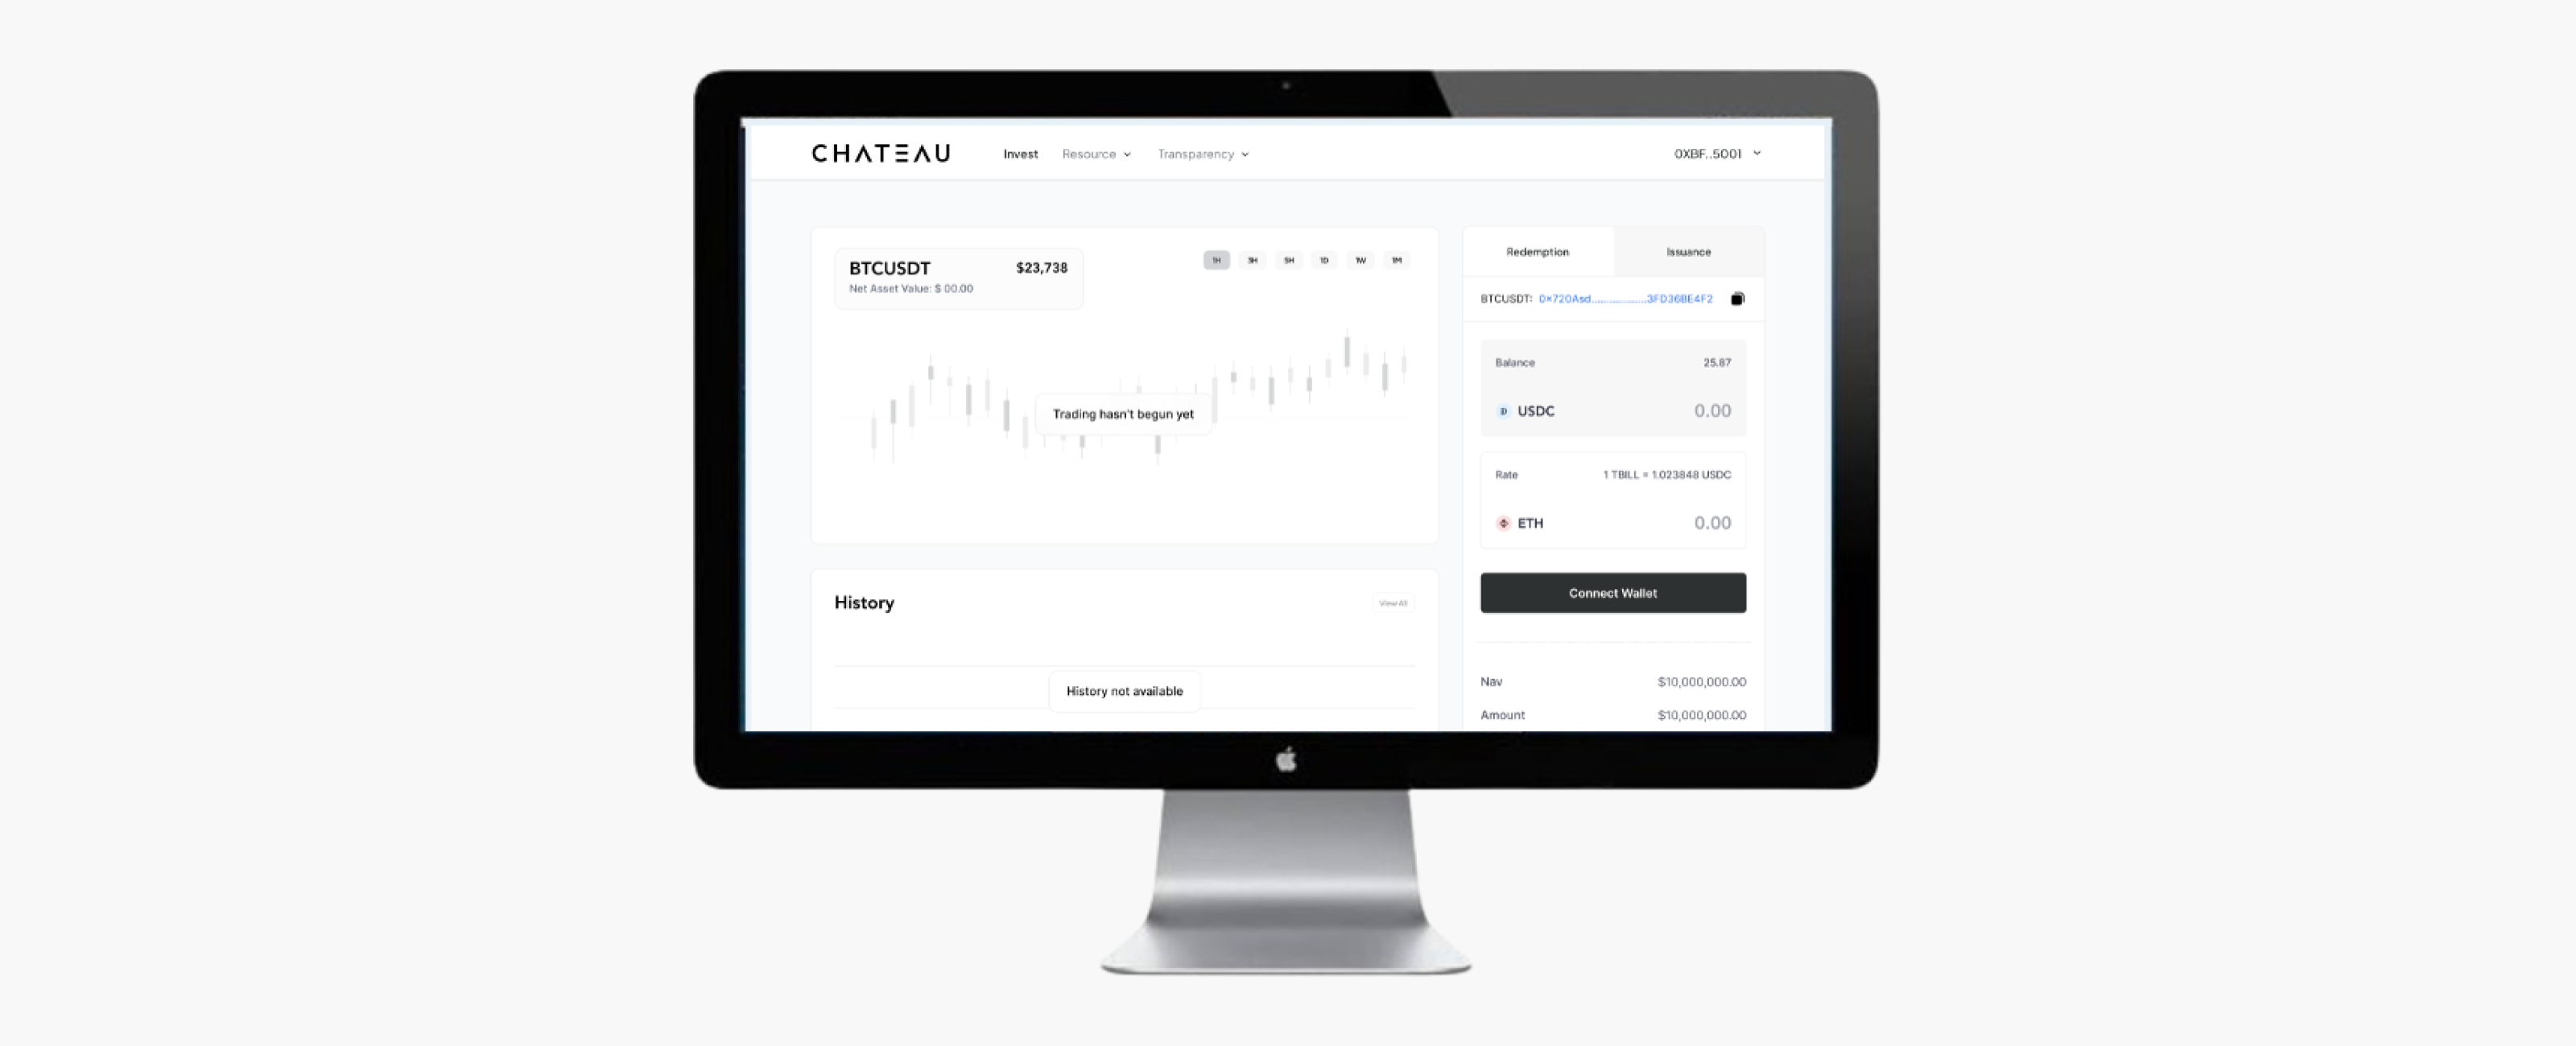 CHATEAU
Invest Resource Transparency
0XBF..5001
BTCUSDT $23,738
Net Asset Value: $ 00.00
1H 3H 5H 1D 1W 1M
Trading hasn't begun yet
History View All
History not available
Redemption Issuance
BTCUSDT: 0x720Asd....................3FD36BE4F2
Balance 25.87
USDC 0.00
Rate 1 TBILL = 1.023848 USDC
ETH 0.00
Connect Wallet
Nav $10,000,000.00
Amount $10,000,000.00